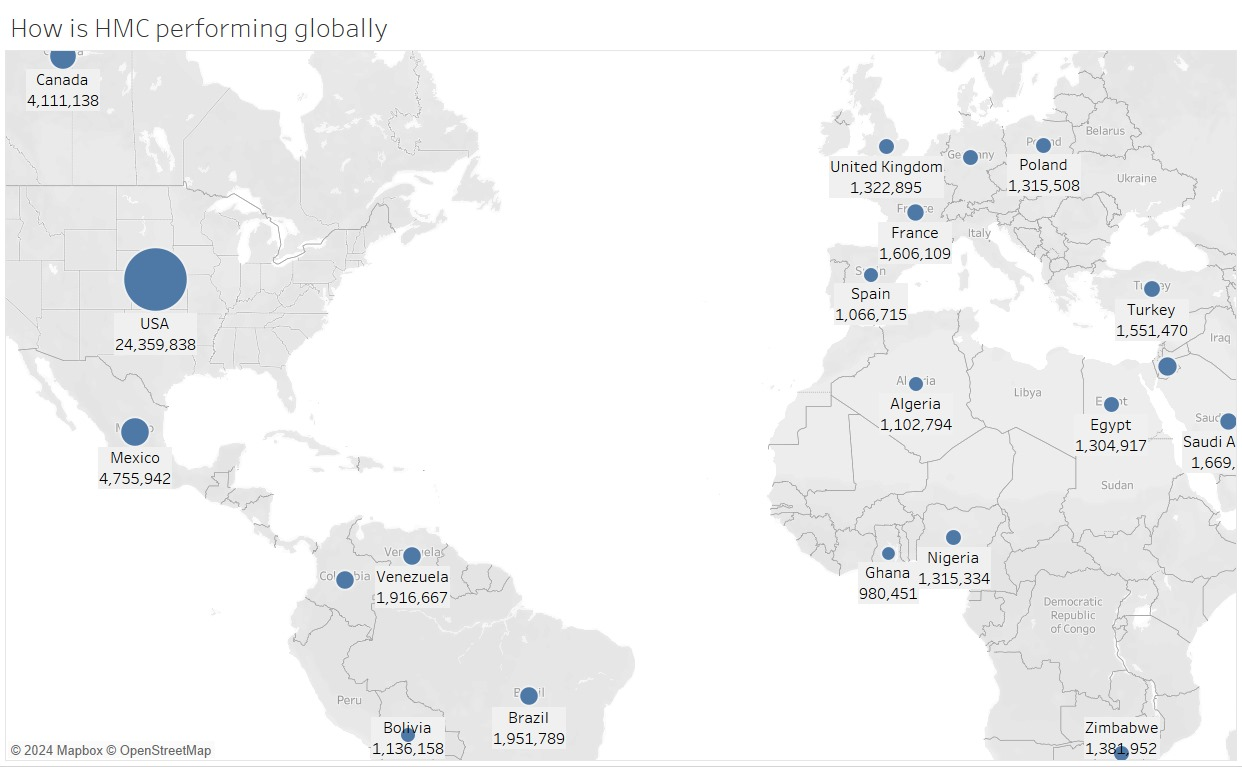 How is HMC performing globally
Canada
4,111,138
Belarus
United Kingdom
1,322,895
Poland
1,315,508
Ukraine
France
1,606,109
Italy
Spain
1,066,715
Turkey
1,551,470
USA
24,359,838
Iraq
Algeria
1,102,794
Libya
Egypt
1,304,917
Saudi A
1,669,
Mexico
4,755,942
Sudan
Venezuela
1,916,667
Nigeria
1,315,334
Ghana
980,451
Democratic
Republic
of Congo
Peru
Brazil
1,951,789
Bolivia
1,136,158
Zimbabwe
1,381,952
© 2024 Mapbox © OpenStreetMap